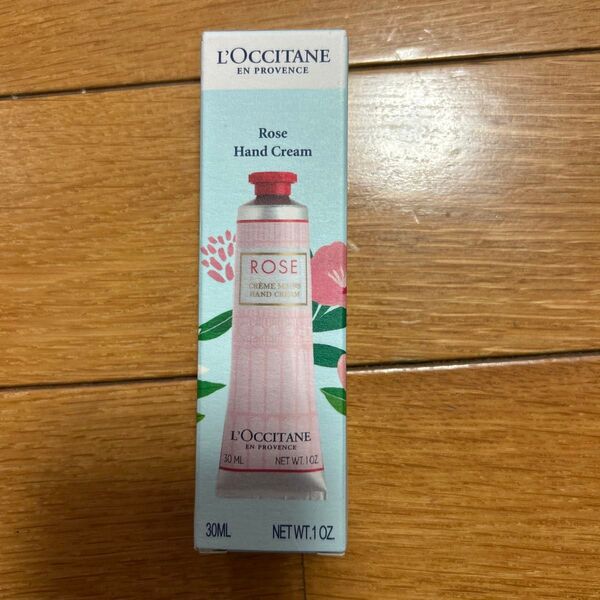 L'OCCITANE
EN PROVENCE
Rose
Hand Cream
ROSE
CRÈME MAINS
HAND CREAM
L'OCCITANE
EN PROVENCE
30 ML NET WT. 1 OZ.
30ML NET WT. 1 OZ.